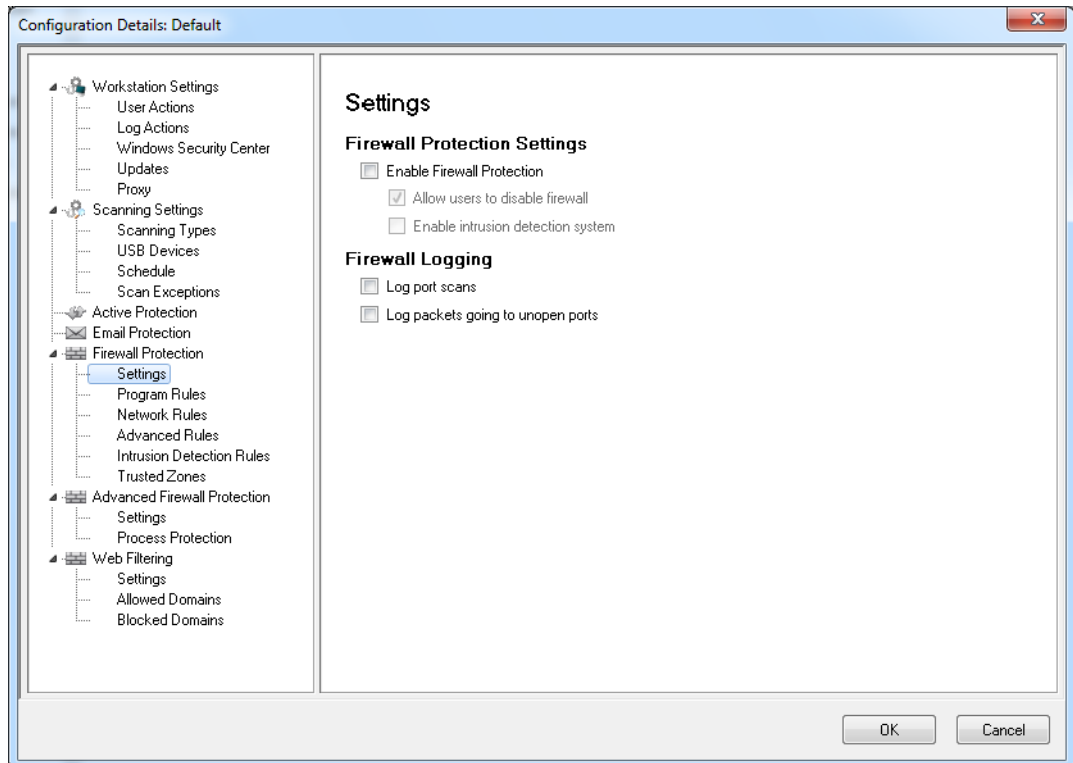 Configuration Details: Default
Workstation Settings
User Actions
Log Actions
Windows Security Center
Updates
Proxy
Scanning Settings
Scanning Types
USB Devices
Schedule
Scan Exceptions
Active Protection
Email Protection
Firewall Protection
Settings
Program Rules
Network Rules
Advanced Rules
Intrusion Detection Rules
Trusted Zones
Advanced Firewall Protection
Settings
Process Protection
Web Filtering
Settings
Allowed Domains
Blocked Domains
Settings
Firewall Protection Settings
Enable Firewall Protection
Allow users to disable firewall
Enable intrusion detection system
Firewall Logging
Log port scans
Log packets going to unopen ports
OK
Cancel